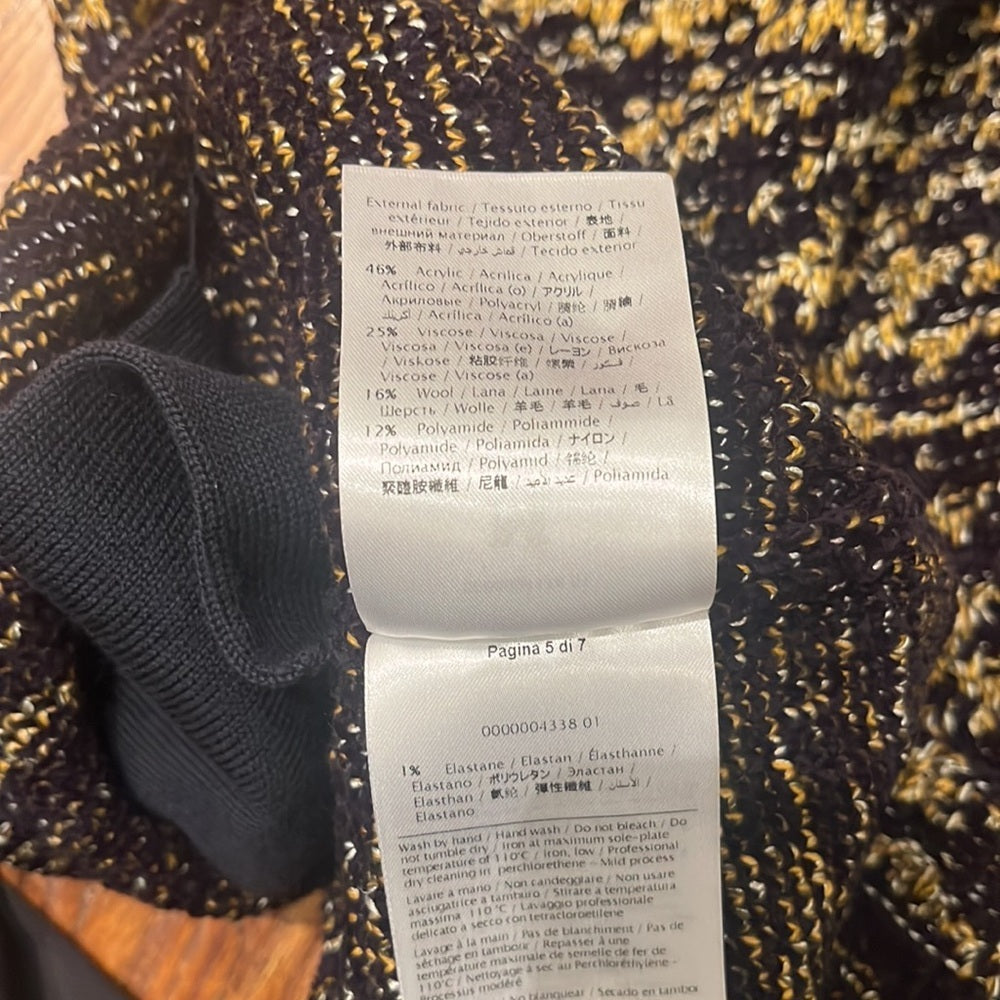 External fabric / Tessuto esterno / Tissu
extérieur / Tejido exterior / 表地 /
внешний материал / Oberstoff / 面料 /
外部布料 / قماش خارجي / Tecido exterior
46% Acrylic / Acrilica / Acrylique /
Acrílico / Acrílica (o) / アクリル /
Акриловые / Polyacryl / 腈纶 /
أكريلك / Acrílica / Acrílico (a)
25% Viscose / Viscosa / Viscose /
Viscosa / Viscosa (e) / レーヨン / Вискоза
/ Viskose / 粘胶纤维 / 嫘縈 / فسكوز /
Viscose / Viscose (a)
16% Wool / Lana / Laine / Lana / 毛 /
Шерсть / Wolle / 羊毛 / 羊毛 / صوف / Lã
12% Polyamide / Poliammide /
Polyamide / Poliamida / ナイロン /
Полиамид / Polyamid / 锦纶 /
聚醯胺纖維 / 尼龍 / / Poliamida
Pagina 5 di 7
0000004338 01
1% Elastane / Elastan / Élasthanne /
Elastano / ポリウレタン / Эластан /
Elasthan / 氨纶 / 彈性纖維 / الأستان /
Elastano
Wash by hand / Hand wash / Do not bleach / Do
not tumble dry / Iron at maximum sole-plate
temperature of 110°C / Iron, low / Professional
dry cleaning in perchlorethene - Mild process
Lavare a mano / Non candeggiare / Non usare
asciugatrice a tamburo / Stirare a temperatura
massima 110 °C / Lavaggio professionale
delicato a secco con tetracloroetilene
Lavage à la main / Pas de blanchiment / Pas de
séchage en tambour / Repasser à une
température maximale de semelle de fer de
110°C / Nettoyage à sec au Perchloréthylène -
Processus modéré
No blanquear / Secado en tambor